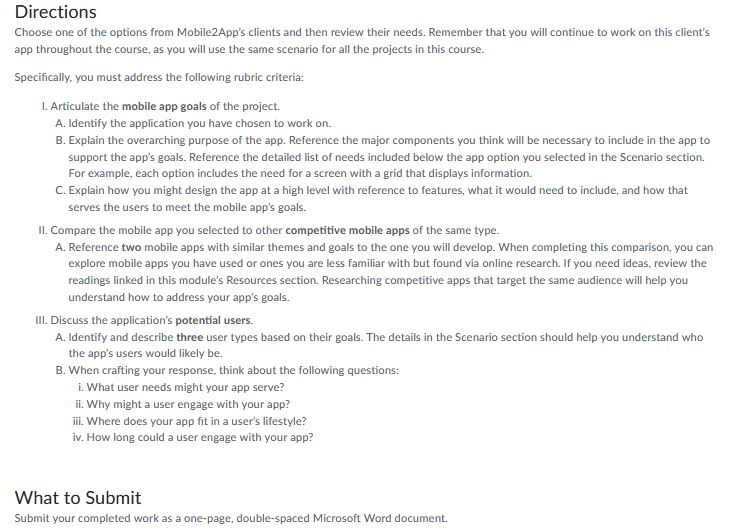 Directions
Choose one of the options from Mobile2App's clients and then review their needs. Remember that you will continue to work on this client's
app throughout the course, as you will use the same scenario for all the projects in this course.
Specifically, you must address the following rubric criteria:
I. Articulate the mobile app goals of the project.
A. Identify the application you have chosen to work on.
B. Explain the overarching purpose of the app. Reference the major components you think will be necessary to include in the app to
support the app's goals. Reference the detailed list of needs included below the app option you selected in the Scenario section.
For example, each option includes the need for a screen with a grid that displays information.
C. Explain how you might design the app at a high level with reference to features, what it would need to include, and how that
serves the users to meet the mobile app's goals.
II. Compare the mobile app you selected to other competitive mobile apps of the same type.
A. Reference two mobile apps with similar themes and goals to the one you will develop. When completing this comparison, you can
explore mobile apps you have used or ones you are less familiar with but found via online research. If you need ideas, review the
readings linked in this module's Resources section. Researching competitive apps that target the same audience will help you
understand how to address your app's goals.
III. Discuss the application's potential users.
A. Identify and describe three user types based on their goals. The details in the Scenario section should help you understand who
the app's users would likely be.
B. When crafting your response, think about the following questions:
i. What user needs might your app serve?
ii. Why might a user engage with your app?
iii. Where does your app fit in a user's lifestyle?
iv. How long could a user engage with your app?
What to Submit
Submit your completed work as a one-page, double-spaced Microsoft Word document.